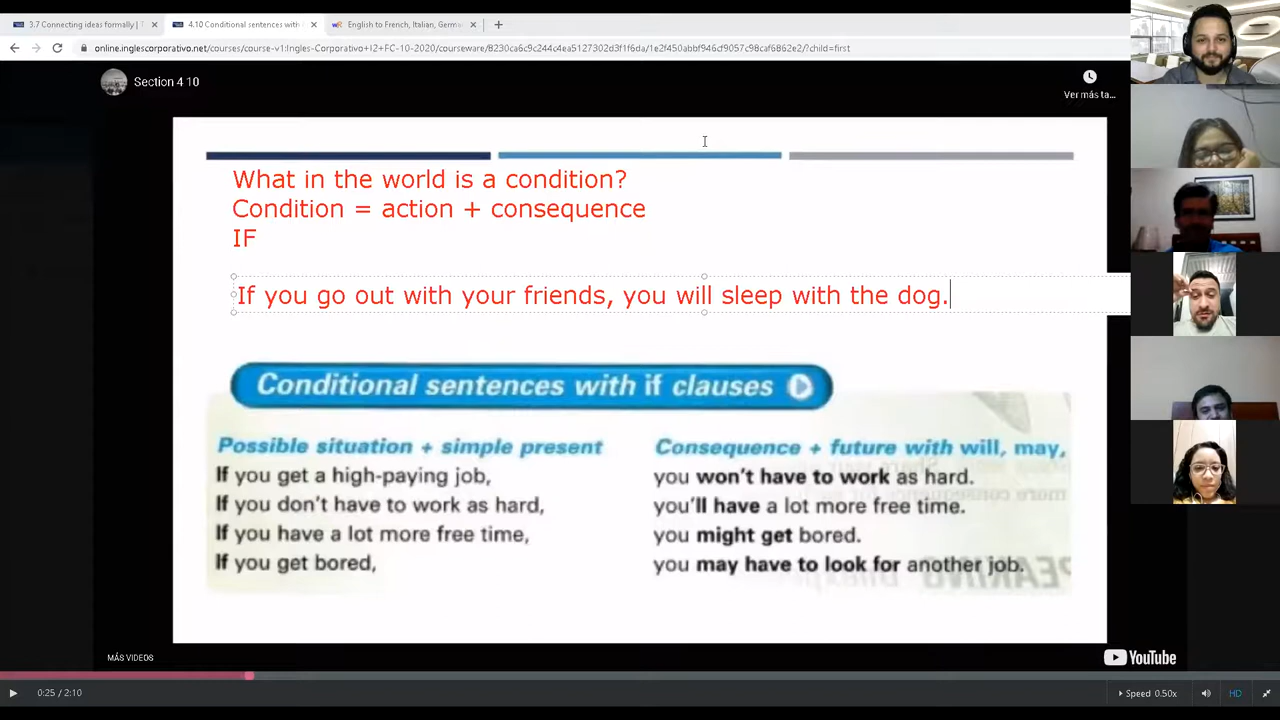 3.7 Connecting ideas formally |
4.10 Conditional sentences with
English to French, Italian, Germa
online.inglescorporativo.net/courses/course-v1:Ingles-Corporativo+I2+FC-10-2020/courseware/8230ca6c9c244c4ea5127302d3f1f6da/1e2f450abbf946cf9057c98caf6862e2/?child=first
Section 4 10
Ver más ta...
What in the world is a condition?
Condition = action + consequence
IF
If you go out with your friends, you will sleep with the dog.
Conditional sentences with if clauses
Possible situation + simple present
Consequence + future with will, may,
If you get a high-paying job,
you won't have to work as hard.
If you don't have to work as hard,
you'll have a lot more free time.
If you have a lot more free time,
you might get bored.
If you get bored,
you may have to look for another job.
MÁS VIDEOS
YouTube
0:25 / 2:10
Speed 0.50x
HD